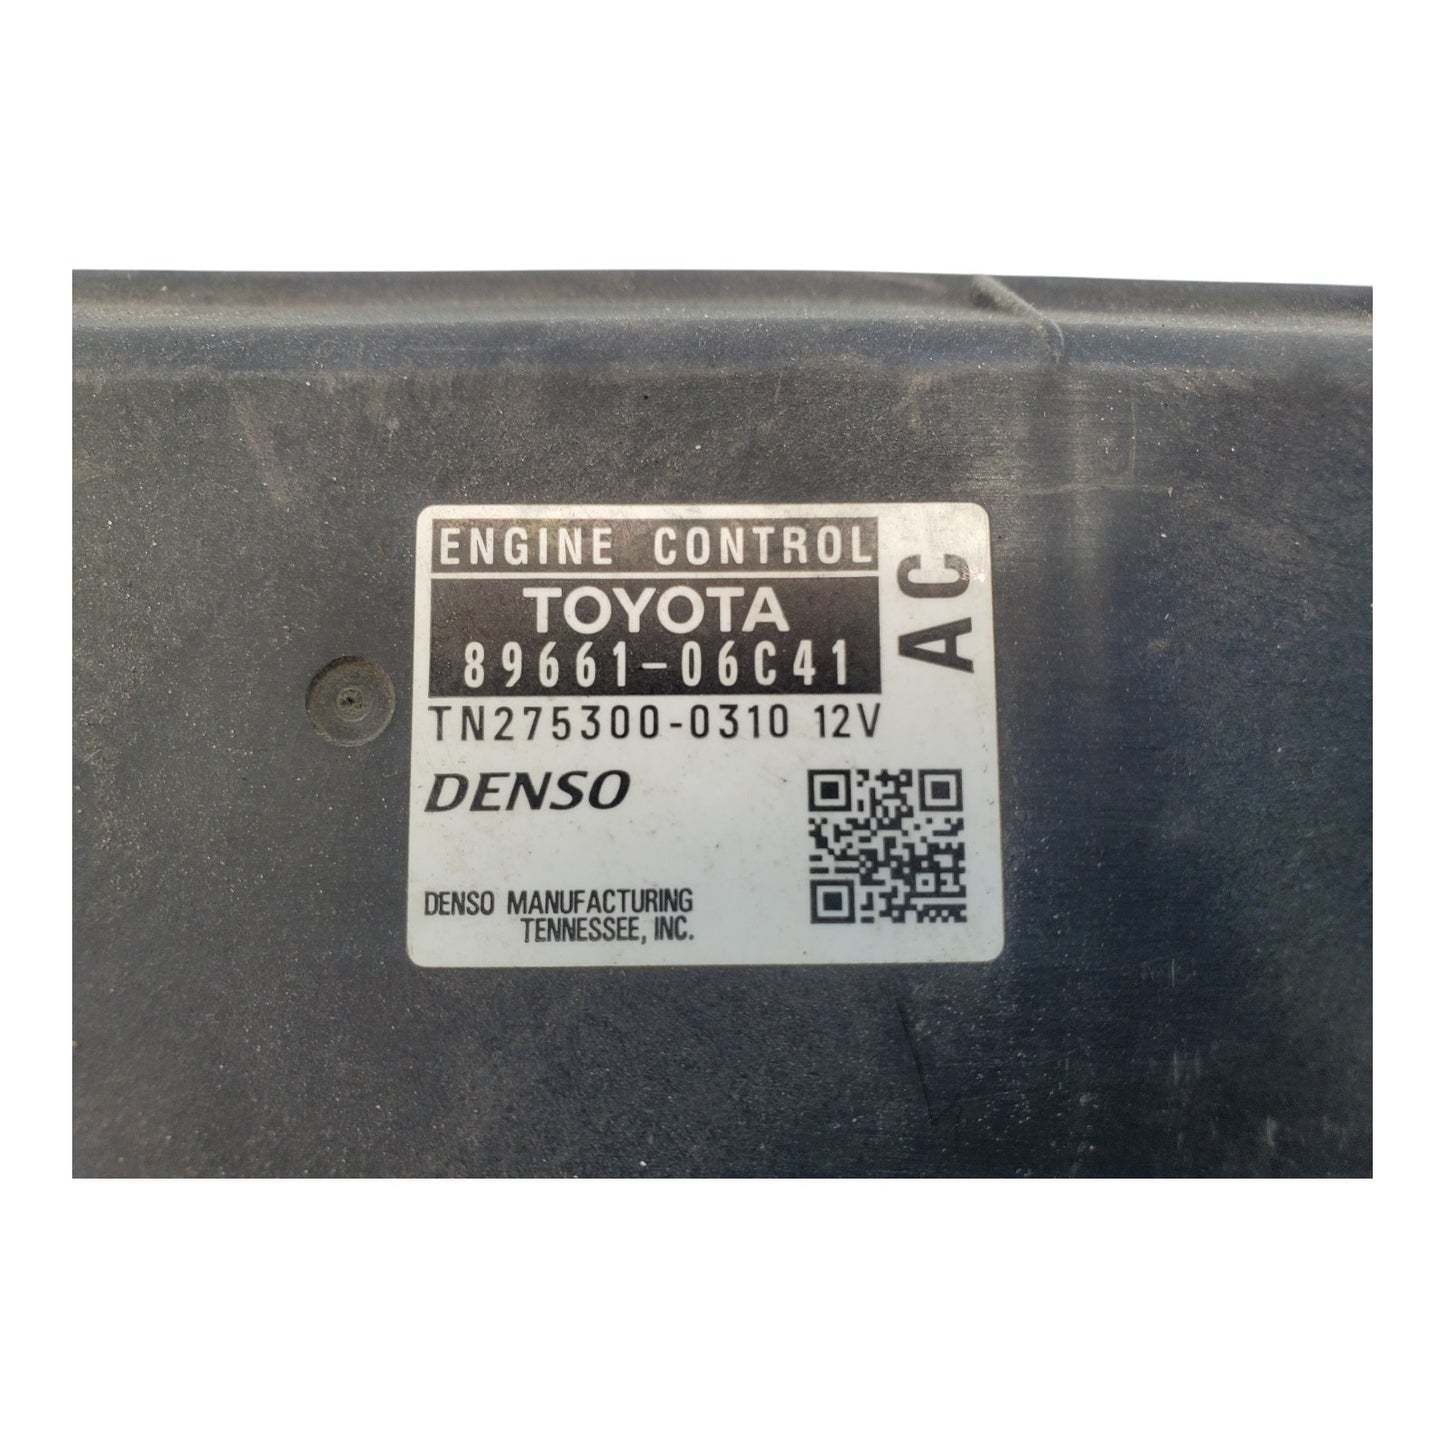 ENGINE CONTROL
TOYOTA
89661-06C41
AC
TN275300-0310 12V
DENSO
DENSO MANUFACTURING
TENNESSEE, INC.